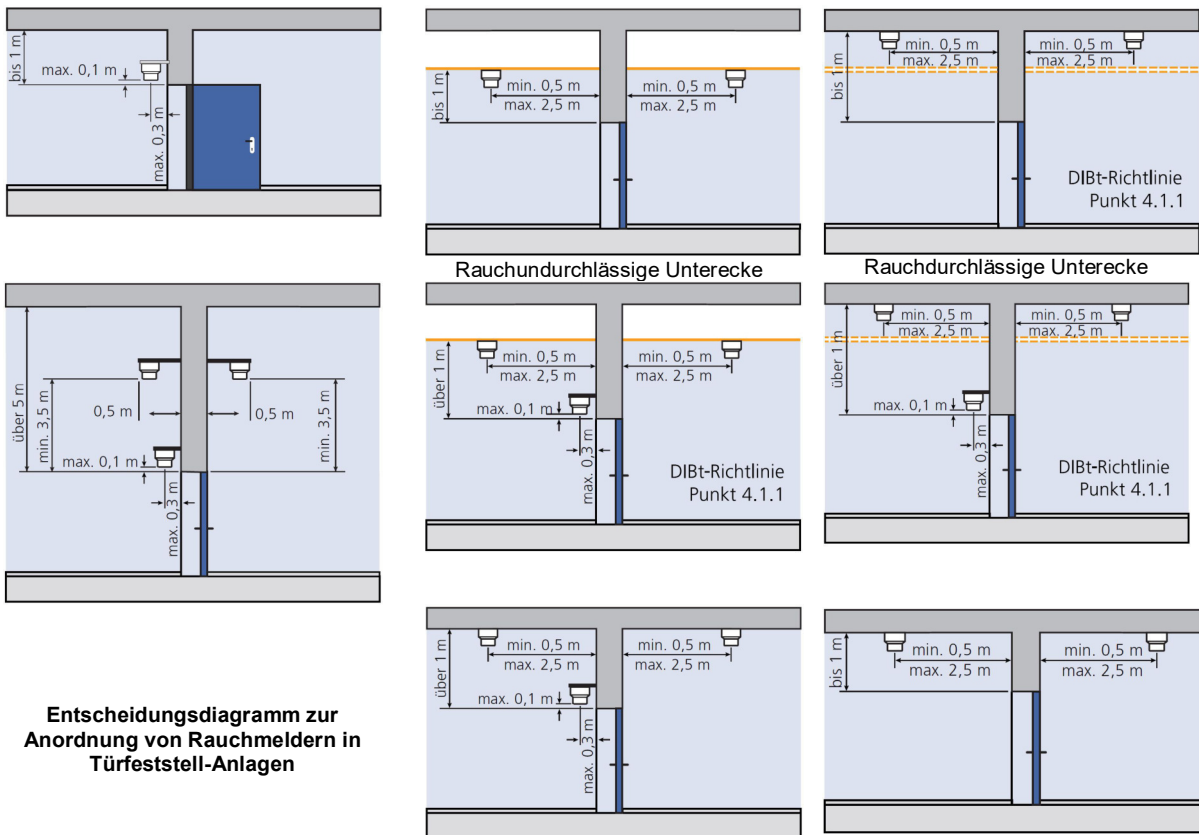 bis 1 m
max. 0,1 m
max. 0,3 m
bis 1 m
min. 0,5 m
max. 2,5 m
min. 0,5 m
max. 2,5 m
bis 1 m
min. 0,5 m
max. 2,5 m
min. 0,5 m
max. 2,5 m
DIBt-Richtlinie
Punkt 4.1.1
Rauchundurchlässige Unterecke
Rauchdurchlässige Unterecke
über 5 m
min. 3,5 m
0,5 m
0,5 m
min. 3,5 m
max. 0,1 m
max. 0,3 m
über 1 m
min. 0,5 m
max. 2,5 m
min. 0,5 m
max. 2,5 m
max. 0,1 m
max. 0,3 m
DIBt-Richtlinie
Punkt 4.1.1
über 1 m
min. 0,5 m
max. 2,5 m
min. 0,5 m
max. 2,5 m
max. 0,1 m
max. 0,3 m
DIBt-Richtlinie
Punkt 4.1.1
Entscheidungsdiagramm zur
Anordnung von Rauchmeldern in
Türfeststell-Anlagen
über 1 m
min. 0,5 m
max. 2,5 m
min. 0,5 m
max. 2,5 m
max. 0,1 m
max. 0,3 m
bis 1 m
min. 0,5 m
max. 2,5 m
min. 0,5 m
max. 2,5 m